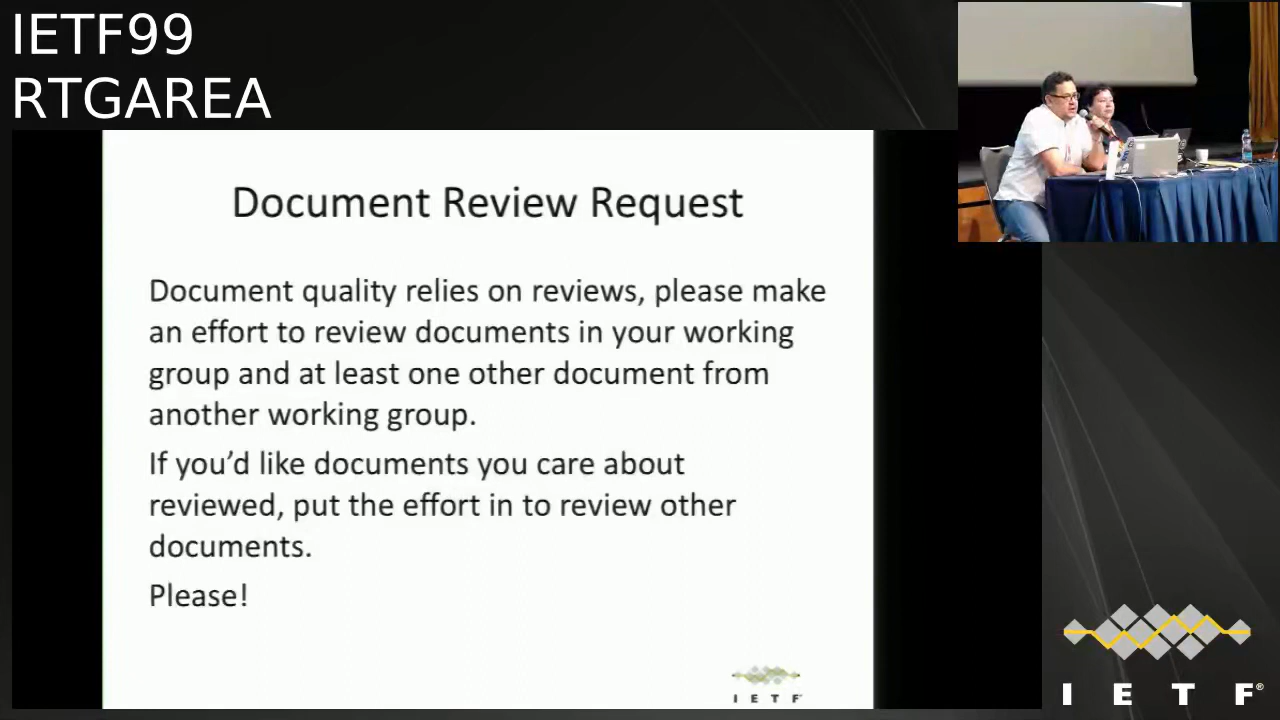 IETF99
RTGAREA
Document Review Request
Document quality relies on reviews, please make
an effort to review documents in your working
group and at least one other document from
another working group.
If you’d like documents you care about
reviewed, put the effort in to review other
documents.
Please!
I E T F
I E T F®